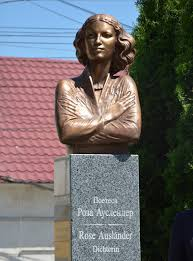 Поетеса
Роза Ауслендер
Rose Ausländer
Dichterin